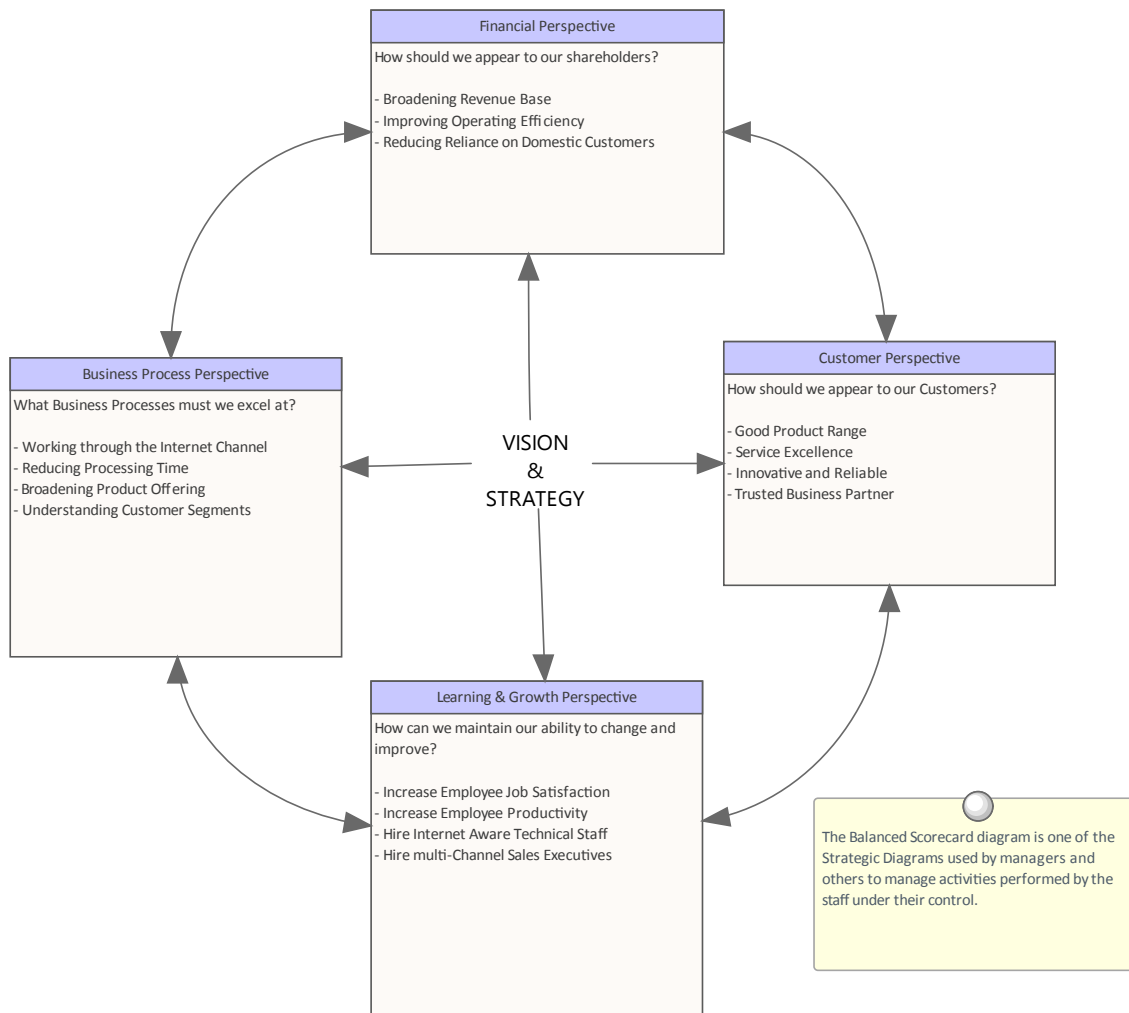 Financial Perspective
How should we appear to our shareholders?
- Broadening Revenue Base
- Improving Operating Efficiency
- Reducing Reliance on Domestic Customers
Business Process Perspective
What Business Processes must we excel at?
- Working through the Internet Channel
- Reducing Processing Time
- Broadening Product Offering
- Understanding Customer Segments
VISION
&
STRATEGY
Customer Perspective
How should we appear to our Customers?
- Good Product Range
- Service Excellence
- Innovative and Reliable
- Trusted Business Partner
Learning & Growth Perspective
How can we maintain our ability to change and
improve?
- Increase Employee Job Satisfaction
- Increase Employee Productivity
- Hire Internet Aware Technical Staff
- Hire multi-Channel Sales Executives
The Balanced Scorecard diagram is one of the
Strategic Diagrams used by managers and
others to manage activities performed by the
staff under their control.